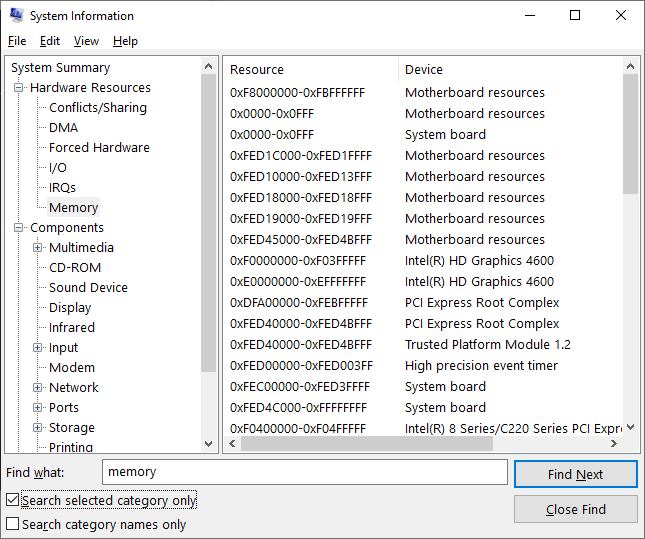 System Information
File Edit View Help
System Summary
Hardware Resources
Conflicts/Sharing
DMA
Forced Hardware
I/O
IRQs
Memory
Components
Multimedia
CD-ROM
Sound Device
Display
Infrared
Input
Modem
Network
Ports
Storage
Printing
Resource Device
0xF8000000-0xFBFFFFFF Motherboard resources
0x0000-0x0FFF Motherboard resources
0x0000-0x0FFF System board
0xFED1C000-0xFED1FFFF Motherboard resources
0xFED10000-0xFED13FFF Motherboard resources
0xFED18000-0xFED18FFF Motherboard resources
0xFED19000-0xFED19FFF Motherboard resources
0xFED45000-0xFED4BFFF Motherboard resources
0xF0000000-0xF03FFFFF Intel(R) HD Graphics 4600
0xE0000000-0xEFFFFFFF Intel(R) HD Graphics 4600
0xDFA00000-0xFEBFFFFF PCI Express Root Complex
0xFED40000-0xFED4BFFF PCI Express Root Complex
0xFED40000-0xFED4BFFF Trusted Platform Module 1.2
0xFED00000-0xFED003FF High precision event timer
0xFEC00000-0xFED3FFFF System board
0xFED4C000-0xFFFFFFFF System board
0xF0400000-0xF04FFFFF Intel(R) 8 Series/C220 Series PCI Expr
Find what: memory Find Next
Search selected category only
Close Find
Search category names only